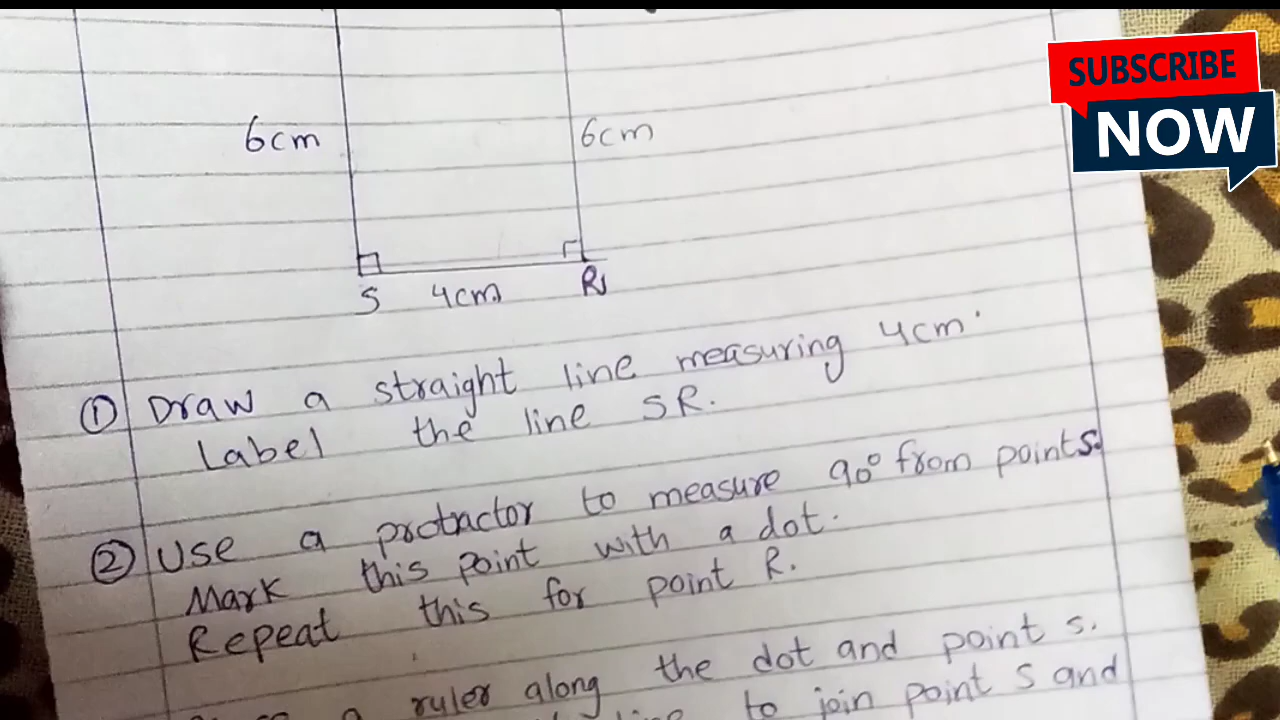 SUBSCRIBE
NOW
6cm 6cm
S 4cm R
① Draw a straight line measuring 4cm.
Label the line SR.
② Use a protractor to measure 90° from point S.
Mark this point with a dot.
Repeat this for point R.
ruler along the dot and point S.
to join point S and